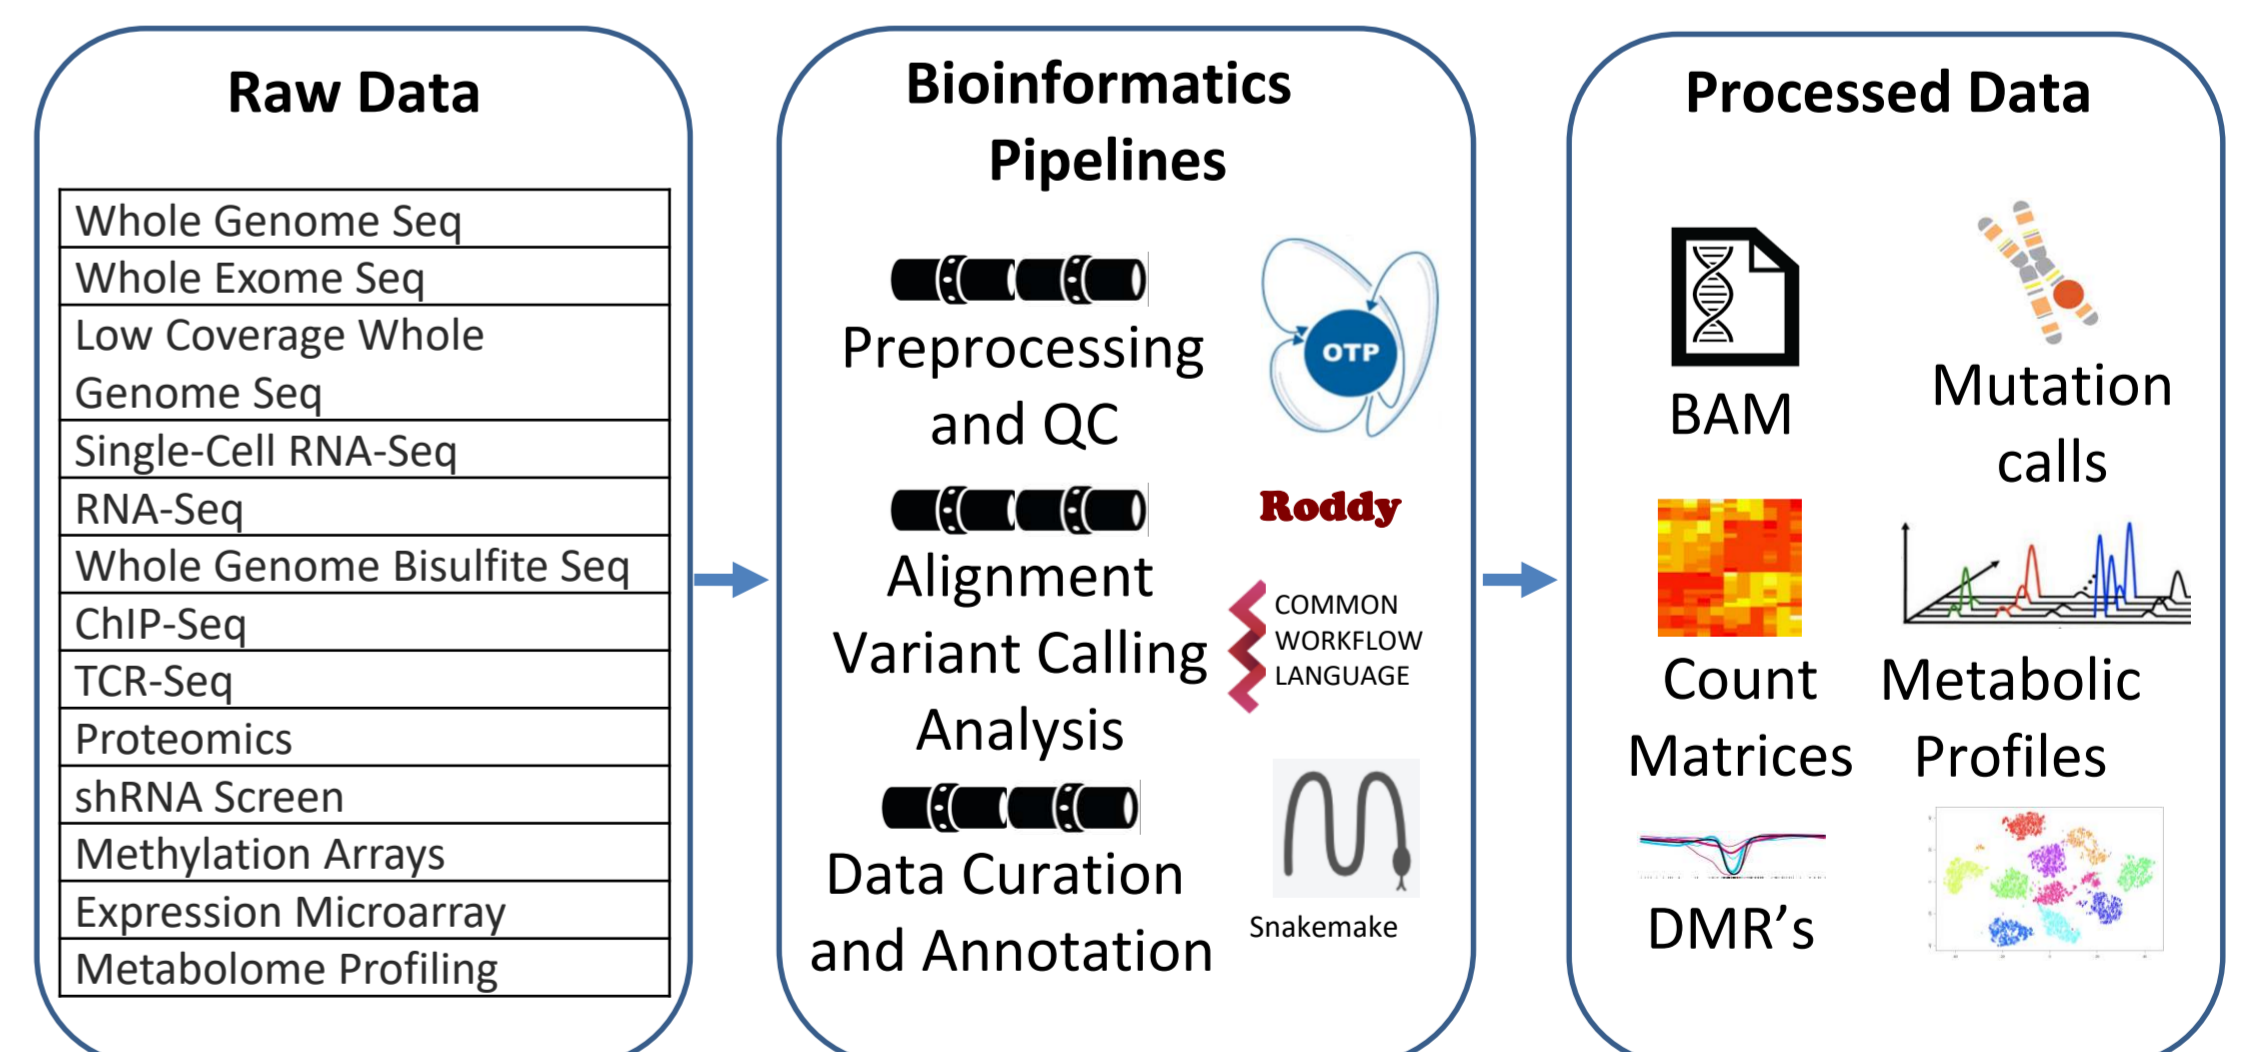 Raw Data
Whole Genome Seq
Whole Exome Seq
Low Coverage Whole
Genome Seq
Single-Cell RNA-Seq
RNA-Seq
Whole Genome Bisulfite Seq
ChIP-Seq
TCR-Seq
Proteomics
shRNA Screen
Methylation Arrays
Expression Microarray
Metabolome Profiling
Bioinformatics
Pipelines
Preprocessing
and QC
OTP
Alignment
Variant Calling
Analysis
Roddy
COMMON
WORKFLOW
LANGUAGE
Data Curation
and Annotation
Snakemake
Processed Data
BAM
Mutation
calls
Count
Matrices
Metabolic
Profiles
DMR’s